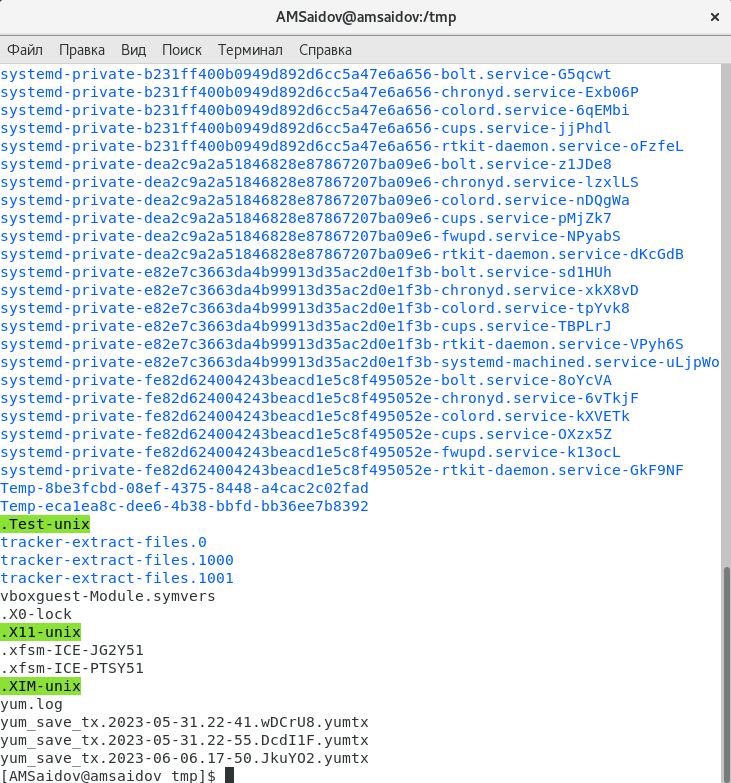 AMSaidov@amsaidov:/tmp ×
Файл Правка Вид Поиск Терминал Справка
systemd-private-b231ff400b0949d892d6cc5a47e6a656-bolt.service-G5qcwt
systemd-private-b231ff400b0949d892d6cc5a47e6a656-chronyd.service-Exb06P
systemd-private-b231ff400b0949d892d6cc5a47e6a656-colord.service-6qEMbi
systemd-private-b231ff400b0949d892d6cc5a47e6a656-cups.service-jjPhdl
systemd-private-b231ff400b0949d892d6cc5a47e6a656-rtkit-daemon.service-oFzfeL
systemd-private-dea2c9a2a51846828e87867207ba09e6-bolt.service-z1JDe8
systemd-private-dea2c9a2a51846828e87867207ba09e6-chronyd.service-lzxlLS
systemd-private-dea2c9a2a51846828e87867207ba09e6-colord.service-nDQgWa
systemd-private-dea2c9a2a51846828e87867207ba09e6-cups.service-pMjZk7
systemd-private-dea2c9a2a51846828e87867207ba09e6-fwupd.service-NPyabS
systemd-private-dea2c9a2a51846828e87867207ba09e6-rtkit-daemon.service-dKcGdB
systemd-private-e82e7c3663da4b99913d35ac2d0e1f3b-bolt.service-sd1HUh
systemd-private-e82e7c3663da4b99913d35ac2d0e1f3b-chronyd.service-xkX8vD
systemd-private-e82e7c3663da4b99913d35ac2d0e1f3b-colord.service-tpYvk8
systemd-private-e82e7c3663da4b99913d35ac2d0e1f3b-cups.service-TBPLrJ
systemd-private-e82e7c3663da4b99913d35ac2d0e1f3b-rtkit-daemon.service-VPyh6S
systemd-private-e82e7c3663da4b99913d35ac2d0e1f3b-systemd-machined.service-uLjpWo
systemd-private-fe82d624004243beacd1e5c8f495052e-bolt.service-8oYcVA
systemd-private-fe82d624004243beacd1e5c8f495052e-chronyd.service-6vTkjF
systemd-private-fe82d624004243beacd1e5c8f495052e-colord.service-kXVETk
systemd-private-fe82d624004243beacd1e5c8f495052e-cups.service-OXzx5Z
systemd-private-fe82d624004243beacd1e5c8f495052e-fwupd.service-k13ocL
systemd-private-fe82d624004243beacd1e5c8f495052e-rtkit-daemon.service-GkF9NF
Temp-8be3fcbd-08ef-4375-8448-a4cac2c02fad
Temp-eca1ea8c-dee6-4b38-bbfd-bb36ee7b8392
.Test-unix
tracker-extract-files.0
tracker-extract-files.1000
tracker-extract-files.1001
vboxguest-Module.symvers
.X0-lock
.X11-unix
.xfsm-ICE-JG2Y51
.xfsm-ICE-PTSY51
.XIM-unix
yum.log
yum_save_tx.2023-05-31.22-41.wDCrU8.yumtx
yum_save_tx.2023-05-31.22-55.DcdI1F.yumtx
yum_save_tx.2023-06-06.17-50.JkuYO2.yumtx
[AMSaidov@amsaidov tmp]$